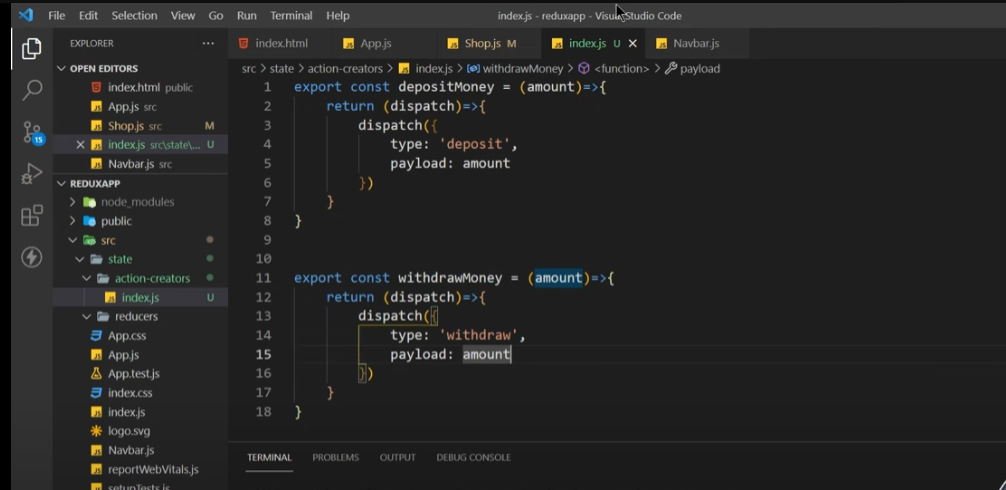 File Edit Selection View Go Run Terminal Help index.js - reduxapp - Visual Studio Code
EXPLORER ...
index.html App.js Shop.js M index.js U Navbar.js
src > state > action-creators > index.js > withdrawMoney > <function> > payload
OPEN EDITORS
index.html public
App.js src
Shop.js src M
index.js src\state\... U
Navbar.js src
REDUXAPP
node_modules
public
src
state
action-creators
index.js U
reducers
App.css
App.js
App.test.js
index.css
index.js
logo.svg
Navbar.js
reportWebVitals.js
setupTests.js
15
1 export const depositMoney = (amount)=>{
2 return (dispatch)=>{
3 dispatch({
4 type: 'deposit',
5 payload: amount
6 })
7 }
8 }
9
10
11 export const withdrawMoney = (amount)=>{
12 return (dispatch)=>{
13 dispatch({
14 type: 'withdraw',
15 payload: amount
16 })
17 }
18 }
TERMINAL PROBLEMS OUTPUT DEBUG CONSOLE